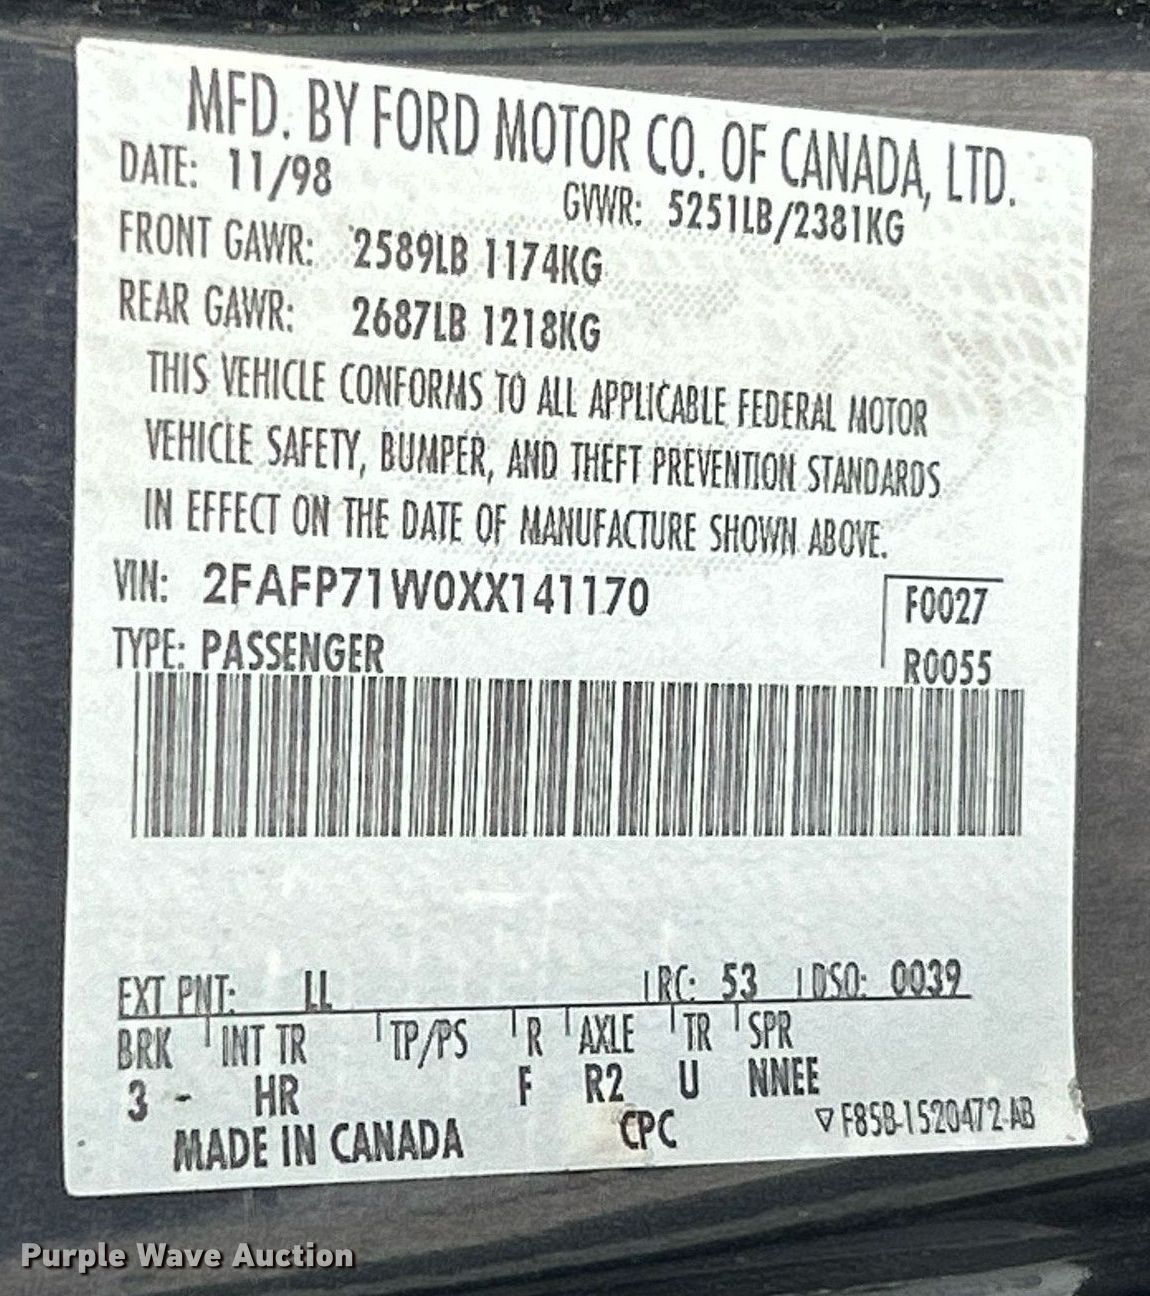 MFD. BY FORD MOTOR CO. OF CANADA, LTD.
DATE: 11/98
GVWR: 5251LB/2381KG
FRONT GAWR: 2589LB 1174KG
REAR GAWR: 2687LB 1218KG
THIS VEHICLE CONFORMS TO ALL APPLICABLE FEDERAL MOTOR
VEHICLE SAFETY, BUMPER, AND THEFT PREVENTION STANDARDS
IN EFFECT ON THE DATE OF MANUFACTURE SHOWN ABOVE.
VIN: 2FAFP71W0XX141170
F0027
TYPE: PASSENGER
R0055
EXT PNT: LL RC: 53 DSO: 0039
BRK INT TR TP/PS R AXLE TR SPR
3 - HR F R2 U NNEE
MADE IN CANADA CPC ▽ F85B-1520472-AB
Purple Wave Auction